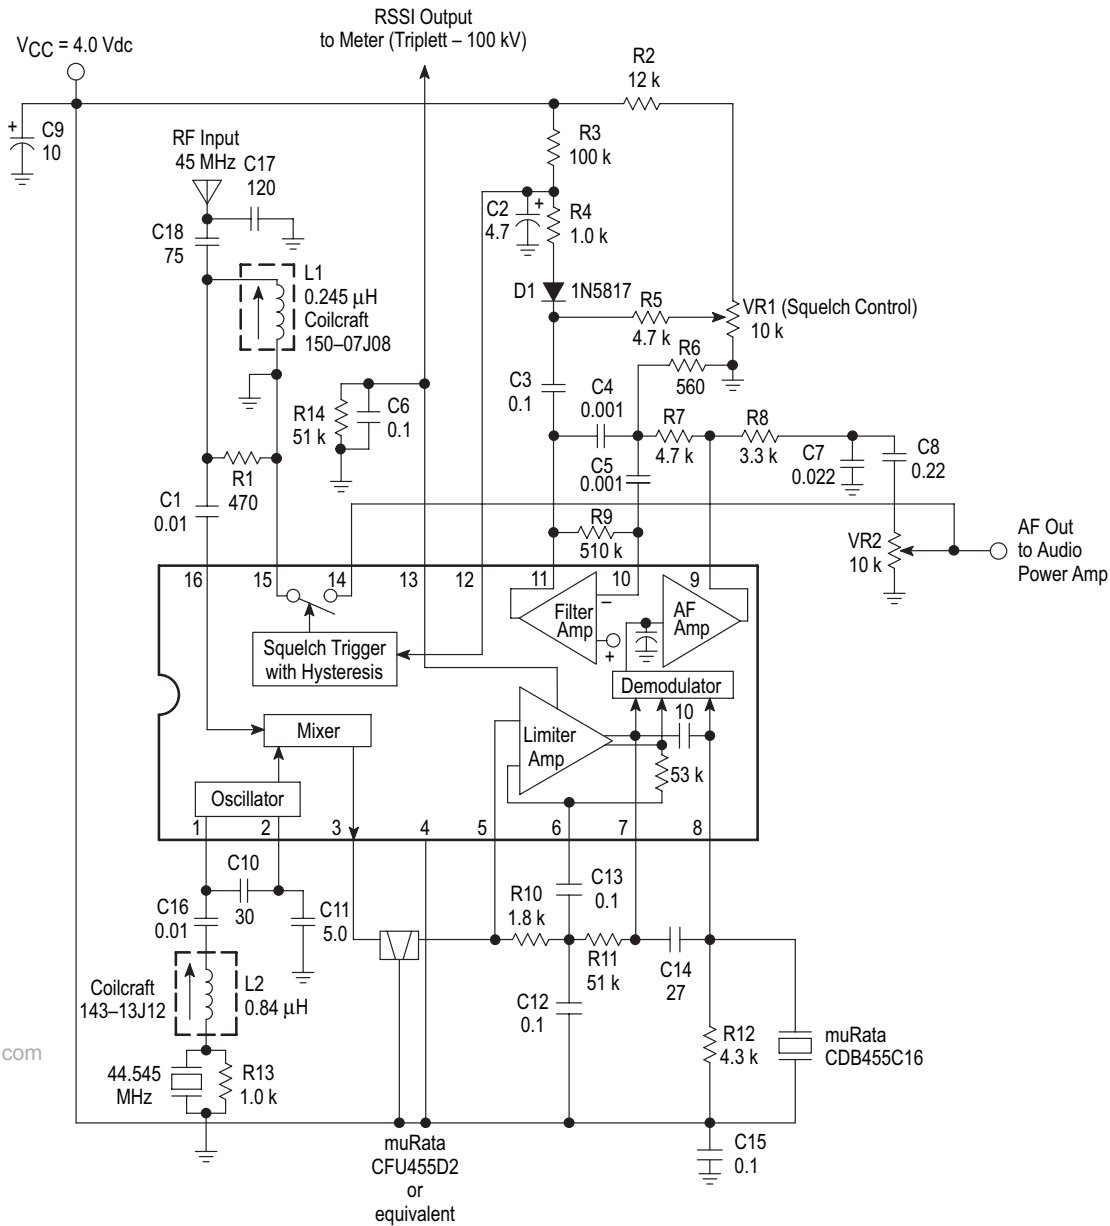 RSSI Output
to Meter (Triplett – 100 kV)
VCC = 4.0 Vdc
R2
12 k
+
C9
10
RF Input
45 MHz
C17
120
R3
100 k
C18
75
C2
4.7
+
R4
1.0 k
L1
0.245 μH
Coilcraft
150–07J08
D1
1N5817
R5
4.7 k
VR1 (Squelch Control)
10 k
R6
560
C3
0.1
C4
0.001
R14
51 k
C6
0.1
R7
4.7 k
R8
3.3 k
C7
0.022
C8
0.22
R1
470
C5
0.001
C1
0.01
R9
510 k
VR2
10 k
AF Out
to Audio
Power Amp
16
15
14
13
12
11
10
9
Filter
Amp
–
+
AF
Amp
Squelch Trigger
with Hysteresis
Demodulator
10
Mixer
Limiter
Amp
53 k
Oscillator
1
2
3
4
5
6
7
8
C10
30
C16
0.01
C11
5.0
R10
1.8 k
C13
0.1
R11
51 k
C14
27
C12
0.1
Coilcraft
143–13J12
L2
0.84 μH
R12
4.3 k
muRata
CDB455C16
com
44.545
MHz
R13
1.0 k
muRata
CFU455D2
or
equivalent
C15
0.1